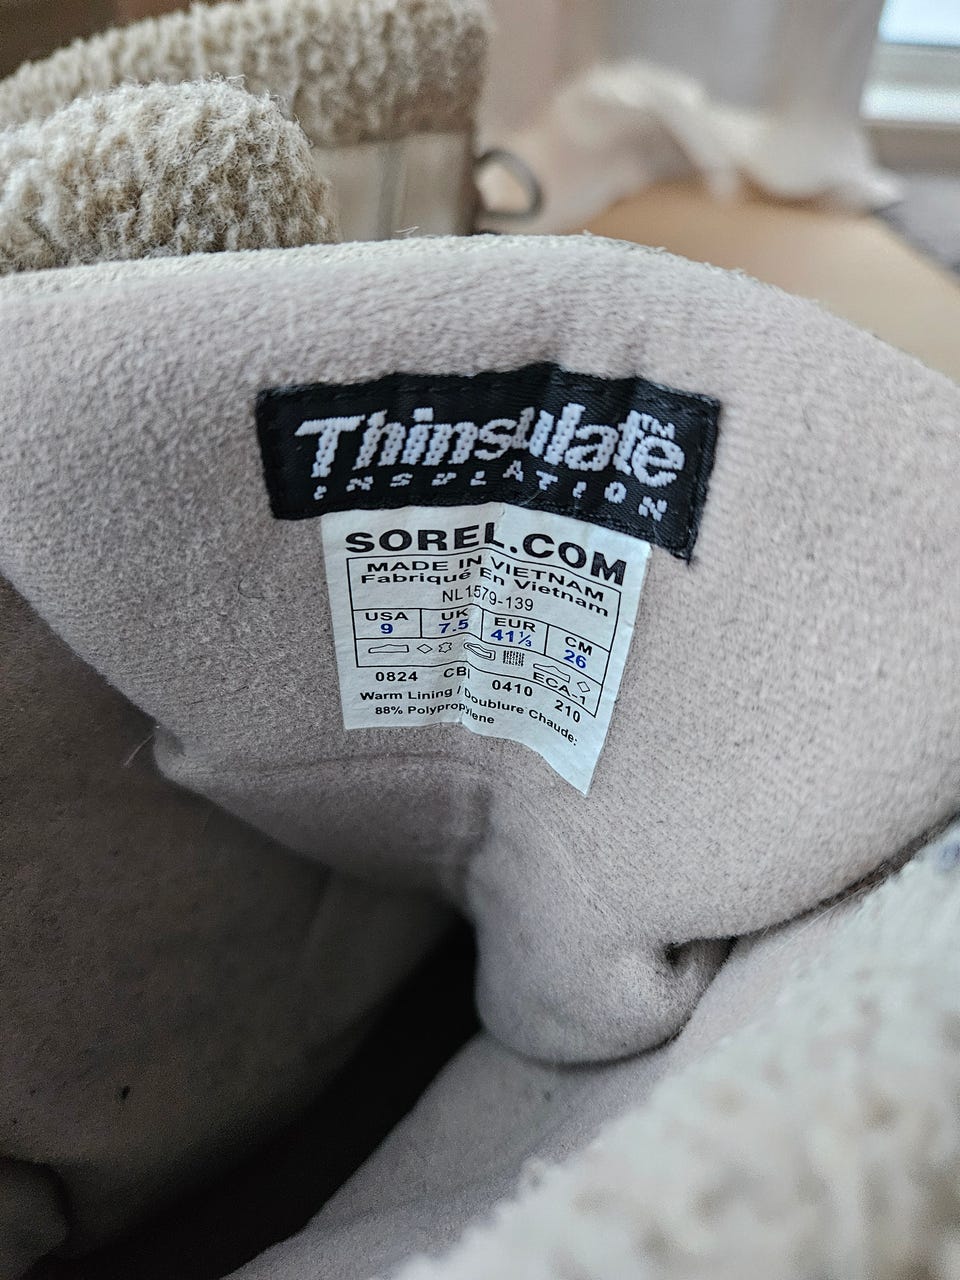 Thinsulate TM
INSULATION
SOREL.COM
MADE IN VIETNAM
Fabriqué En Vietnam
NL1579-139
USA UK EUR CM
9 7.5 41⅓ 26
ECA-1
0824 CBI 0410 210
Warm Lining / Doublure Chaude:
88% Polypropylene